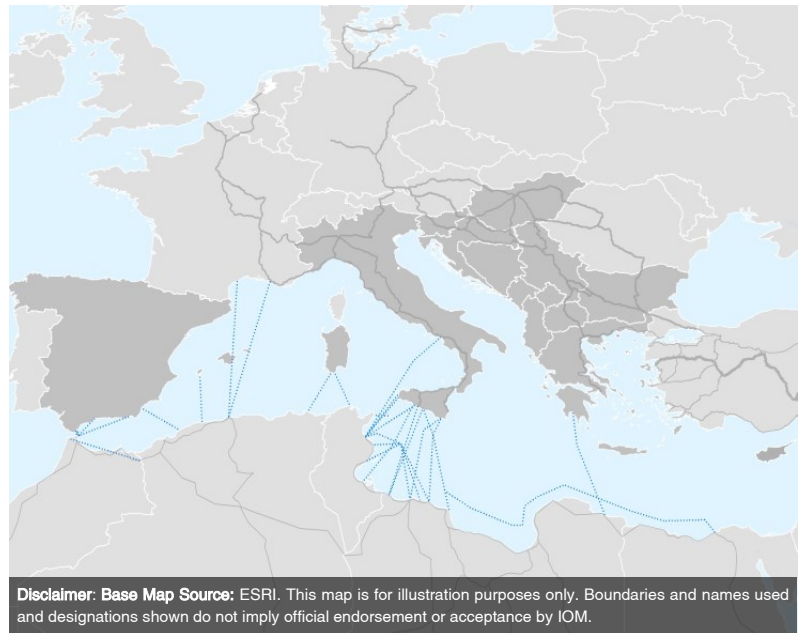 Disclaimer: Base Map Source: ESRI. This map is for illustration purposes only. Boundaries and names used
and designations shown do not imply official endorsement or acceptance by IOM.